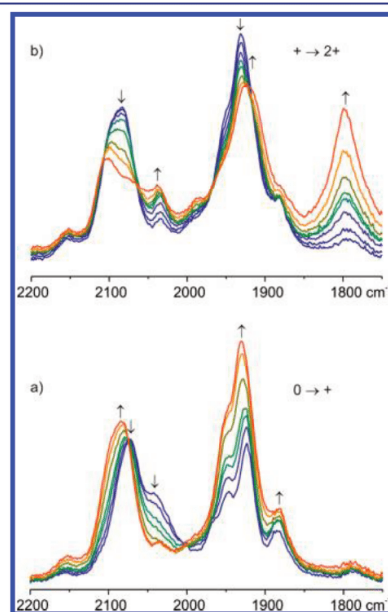 b)
+ → 2+
↓
↓
↑
↑
↑
2200 2100 2000 1900 1800 cm⁻
a)
0 → +
↑
↑
↓
↓
↑
2200 2100 2000 1900 1800 cm⁻